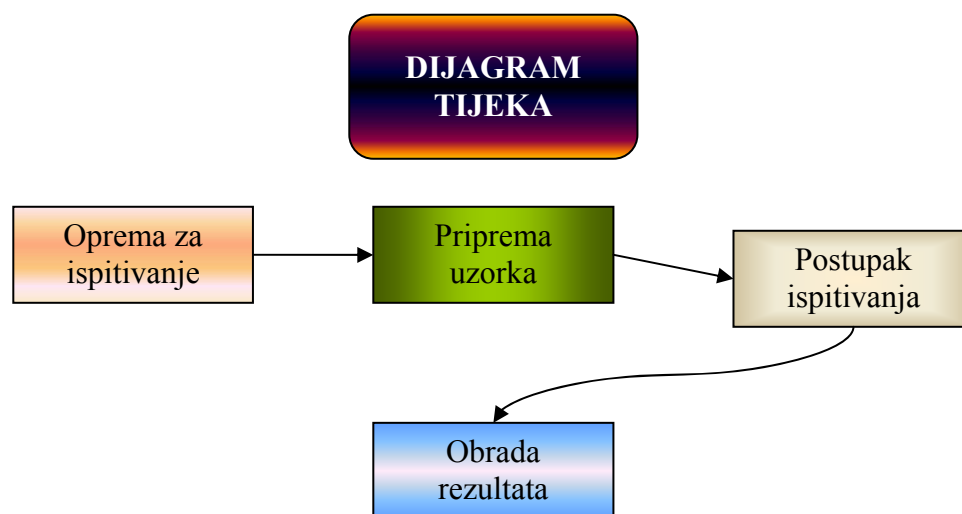 DIJAGRAM
TIJEKA
Oprema za
ispitivanje
Priprema
uzorka
Postupak
ispitivanja
Obrada
rezultata